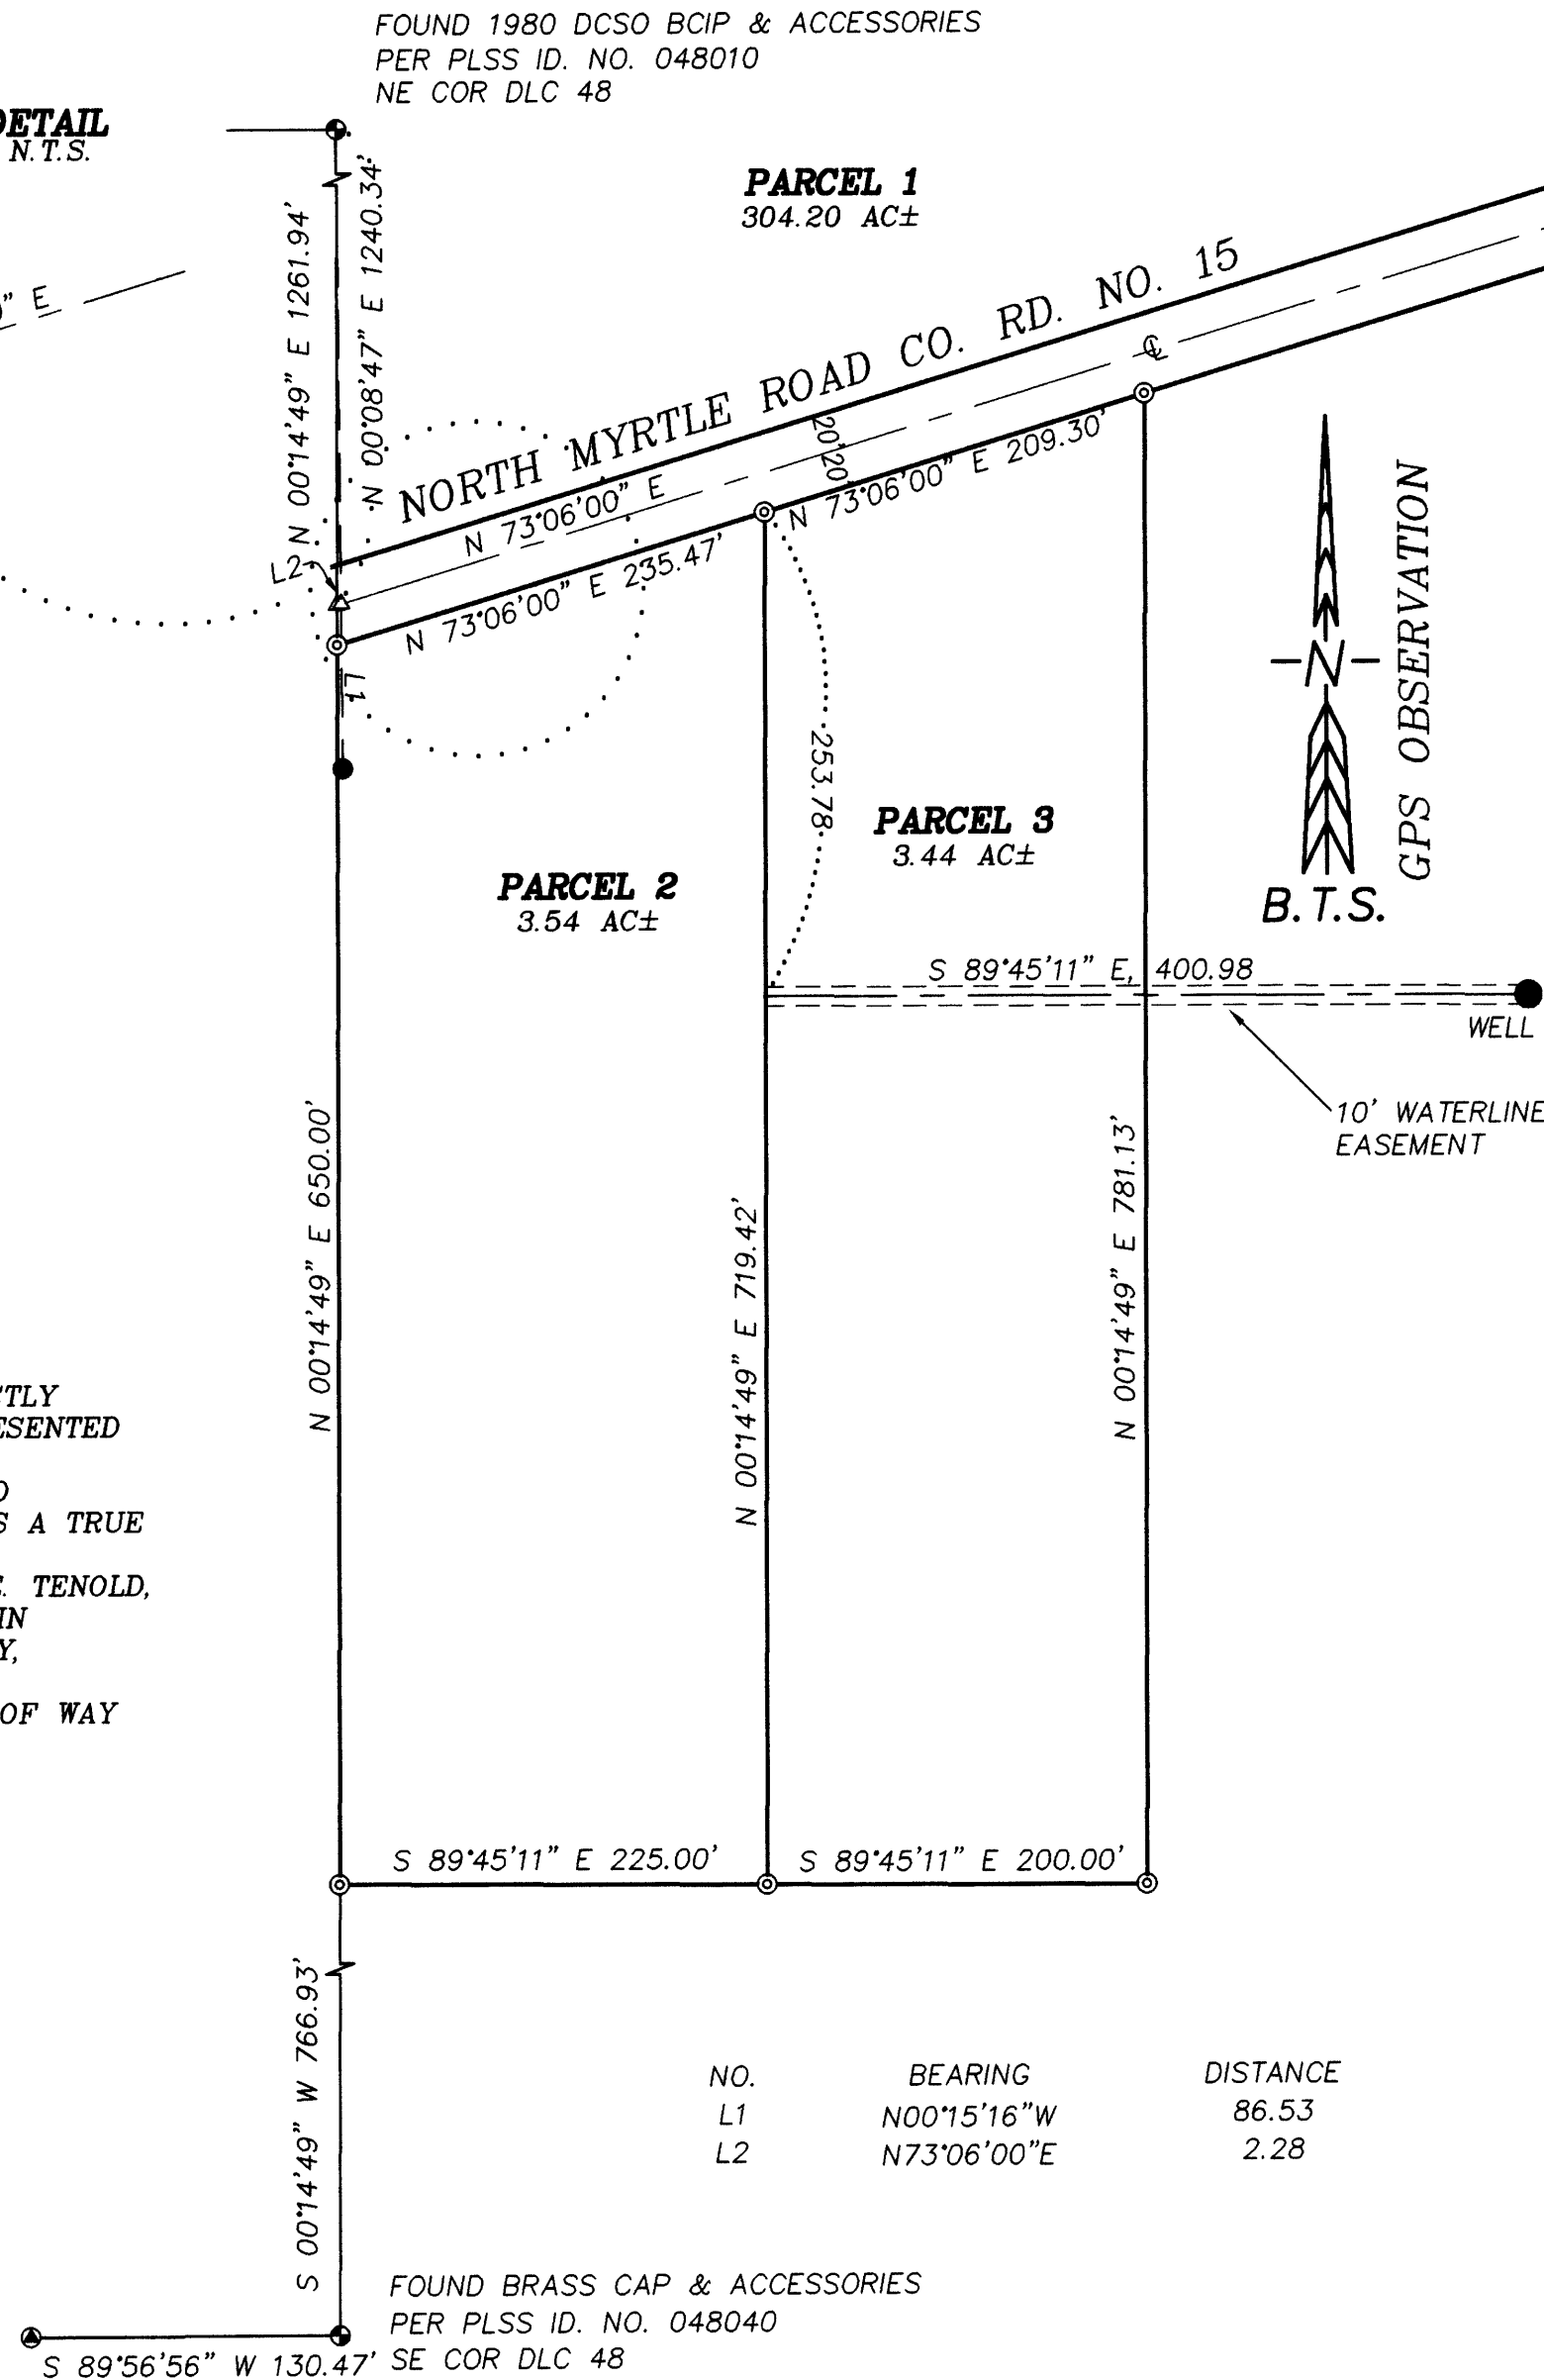 FOUND 1980 DCSO BCIP & ACCESSORIES
PER PLSS ID. NO. 048010
NE COR DLC 48
DETAIL
N.T.S.
PARCEL 1
304.20 AC±
N 00°14'49" E 1261.94'
N 00°08'47" E 1240.34'
" E
NORTH MYRTLE ROAD CO. RD. NO. 15
℄
20' 20'
N 73°06'00" E
N 73°06'00" E 209.30'
N 73°06'00" E 235.47'
L2
L1
253.78
N
GPS OBSERVATION
B.T.S.
PARCEL 3
3.44 AC±
PARCEL 2
3.54 AC±
S 89°45'11" E, 400.98
WELL
10' WATERLINE
EASEMENT
N 00°14'49" E 650.00'
N 00°14'49" E 719.42'
N 00°14'49" E 781.13'
CTLY
ESENTED
S A TRUE
E. TENOLD,
IN
Y,
OF WAY
S 89°45'11" E 225.00'
S 89°45'11" E 200.00'
S 00°14'49" W 766.93'
NO. BEARING DISTANCE
L1 N00°15'16"W 86.53
L2 N73°06'00"E 2.28
FOUND BRASS CAP & ACCESSORIES
PER PLSS ID. NO. 048040
SE COR DLC 48
S 89°56'56" W 130.47'